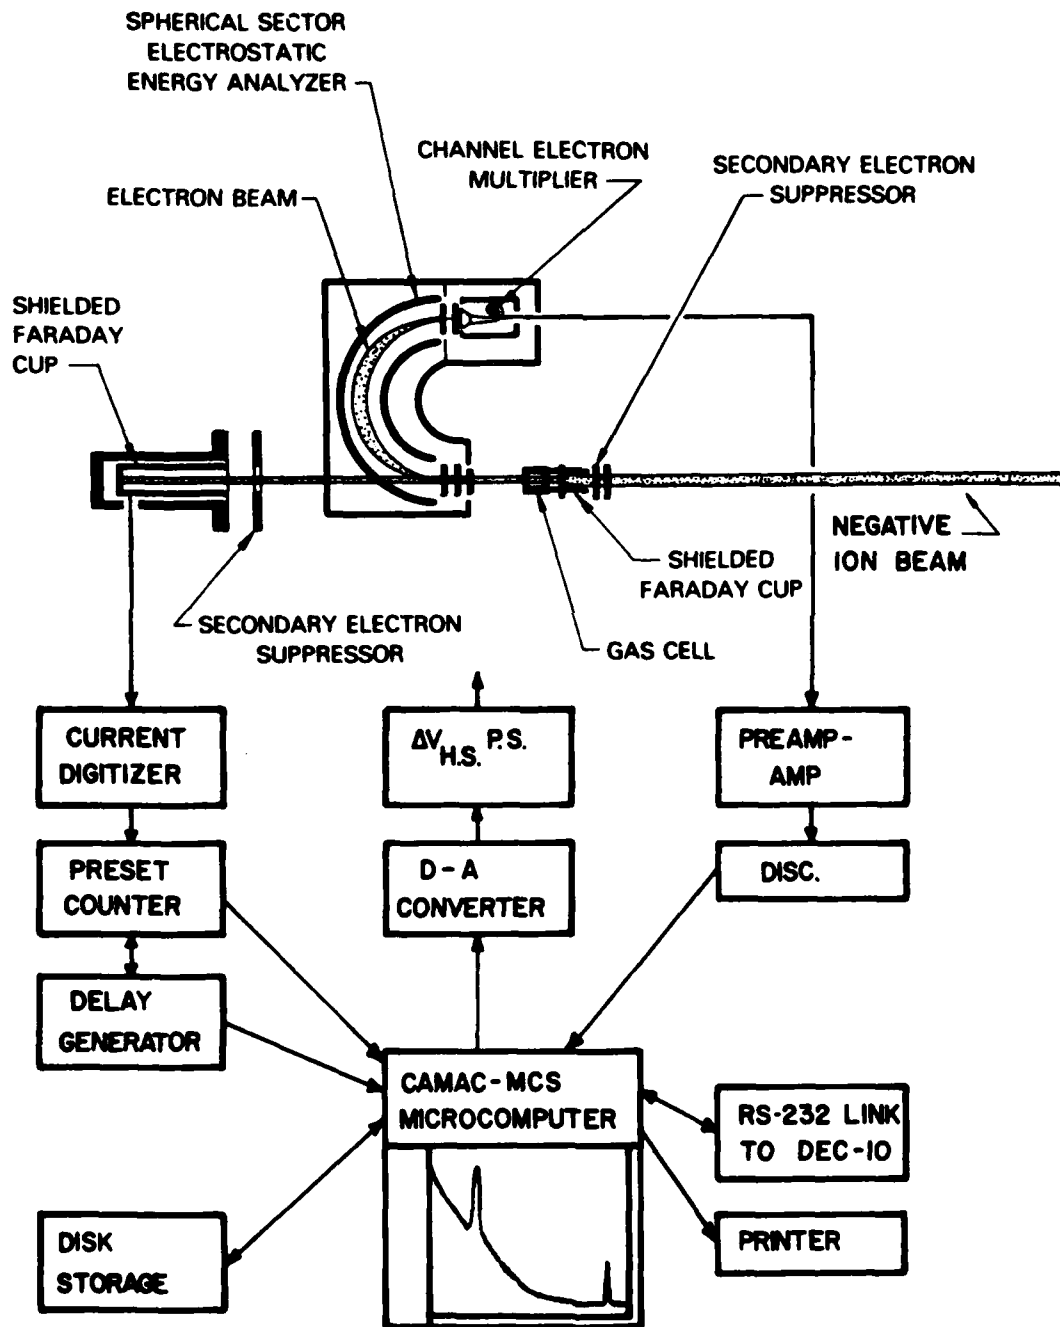 SPHERICAL SECTOR
ELECTROSTATIC
ENERGY ANALYZER
CHANNEL ELECTRON
MULTIPLIER
SECONDARY ELECTRON
SUPPRESSOR
ELECTRON BEAM
SHIELDED
FARADAY
CUP
NEGATIVE
ION BEAM
SHIELDED
FARADAY CUP
GAS CELL
SECONDARY ELECTRON
SUPPRESSOR
CURRENT
DIGITIZER
ΔV H.S. P.S.
PREAMP-
AMP
PRESET
COUNTER
D-A
CONVERTER
DISC.
DELAY
GENERATOR
CAMAC-MCS
MICROCOMPUTER
RS-232 LINK
TO DEC-10
DISK
STORAGE
PRINTER